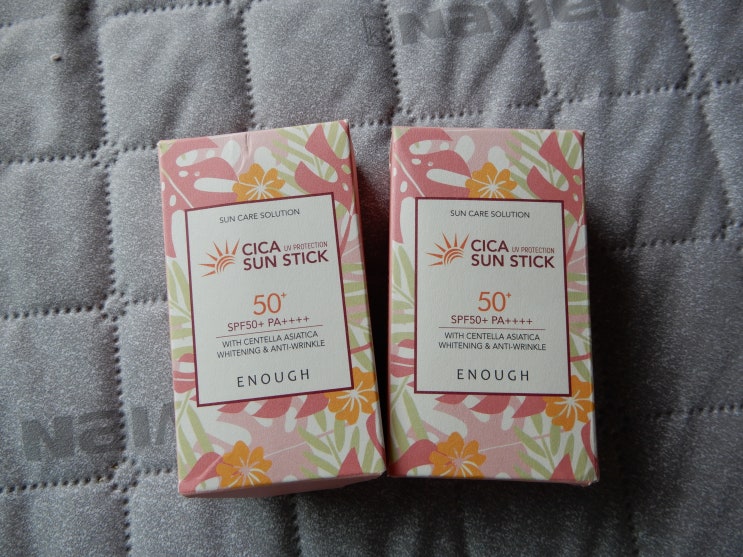 NAVIEN
SUN CARE SOLUTION
CICA UV PROTECTION
SUN STICK
50+
SPF50+ PA++++
WITH CENTELLA ASIATICA
WHITENING & ANTI-WRINKLE
ENOUGH
SUN CARE SOLUTION
CICA UV PROTECTION
SUN STICK
50+
SPF50+ PA++++
WITH CENTELLA ASIATICA
WHITENING & ANTI-WRINKLE
ENOUGH